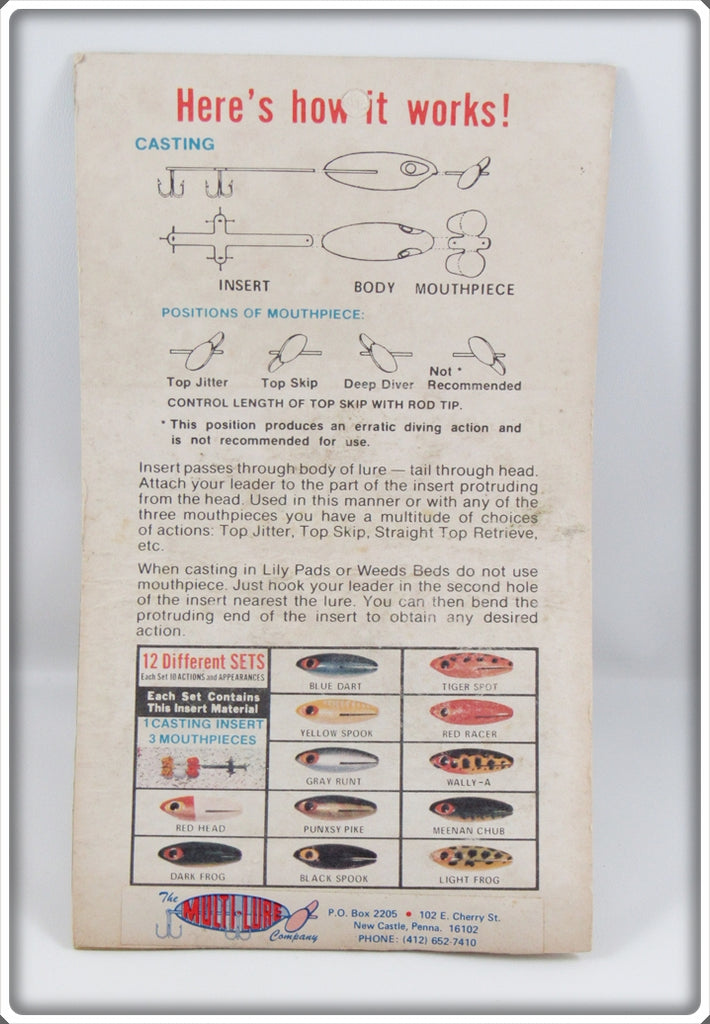 Here's how it works!
CASTING
INSERT BODY MOUTHPIECE
POSITIONS OF MOUTHPIECE:
Top Jitter Top Skip Deep Diver Not * Recommended
CONTROL LENGTH OF TOP SKIP WITH ROD TIP.
* This position produces an erratic diving action and
is not recommended for use.
Insert passes through body of lure — tail through head.
Attach your leader to the part of the insert protruding
from the head. Used in this manner or with any of the
three mouthpieces you have a multitude of choices
of actions: Top Jitter, Top Skip, Straight Top Retrieve,
etc.
When casting in Lily Pads or Weeds Beds do not use
mouthpiece. Just hook your leader in the second hole
of the insert nearest the lure. You can then bend the
protruding end of the insert to obtain any desired
action.
12 Different SETS
Each Set 10 ACTIONS and APPEARANCES
Each Set Contains
This Insert Material
1 CASTING INSERT
3 MOUTHPIECES
BLUE DART TIGER SPOT
YELLOW SPOOK RED RACER
GRAY RUNT WALLY-A
RED HEAD PUNXSY PIKE MEENAN CHUB
DARK FROG BLACK SPOOK LIGHT FROG
The
MULTI LURE
Company
P.O. Box 2205 • 102 E. Cherry St.
New Castle, Penna. 16102
PHONE: (412) 652-7410